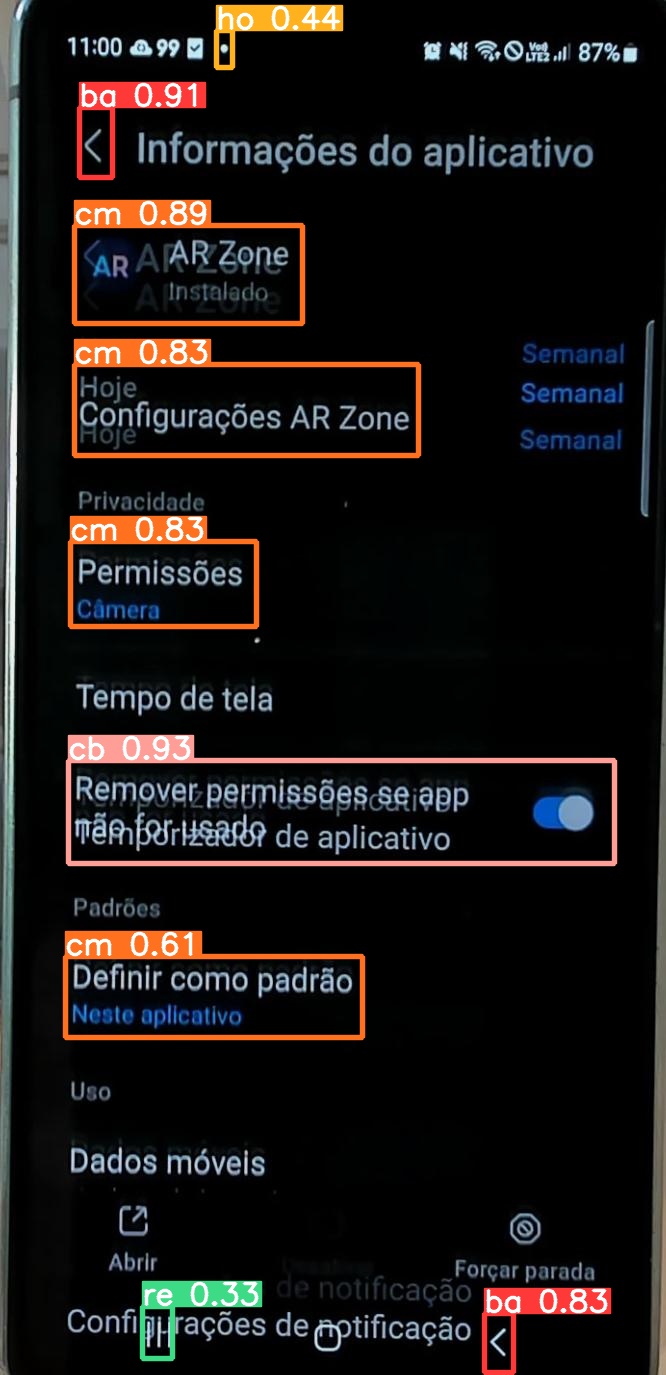 ho 0.44
11:00 99 Vo) LTE2 87%
ba 0.91
Informações do aplicativo
cm 0.89
AR AR Zone
Instalado
cm 0.83
Semanal
Hoje
Semanal
Configurações AR Zone
Hoje
Semanal
Privacidade
cm 0.83
Permissões
Câmera
Tempo de tela
cb 0.93
Remover permissões se app
não for usado
Temporizador de aplicativo
Padrões
cm 0.61
Definir como padrão
Neste aplicativo
Uso
Dados móveis
Abrir
Forçar parada
re 0.33
de notificação
ba 0.83
Configurações de notificação